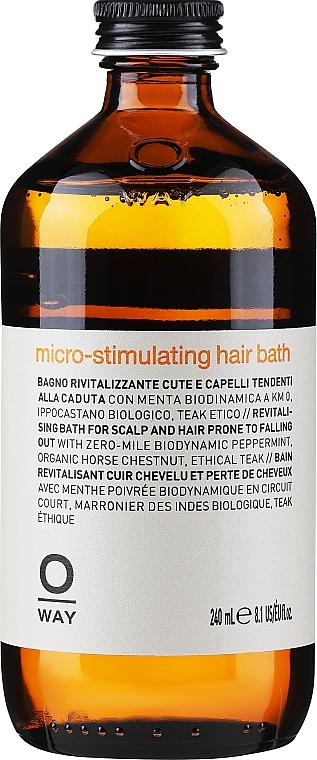 micro-stimulating hair bath
BAGNO RIVITALIZZANTE CUTE E CAPELLI TENDENTI
ALLA CADUTA CON MENTA BIODINAMICA A KM 0,
IPPOCASTANO BIOLOGICO, TEAK ETICO // REVITALI-
SING BATH FOR SCALP AND HAIR PRONE TO FALLING
OUT WITH ZERO-MILE BIODYNAMIC PEPPERMINT,
ORGANIC HORSE CHESTNUT, ETHICAL TEAK // BAIN
REVITALISANT CUIR CHEVELU ET PERTE DE CHEVEUX
AVEC MENTHE POIVRÉE BIODYNAMIQUE EN CIRCUIT
COURT, MARRONIER DES INDES BIOLOGIQUE, TEAK
ÉTHIQUE
O
WAY
240 mL e 8.1 US/ÉUfl.oz.